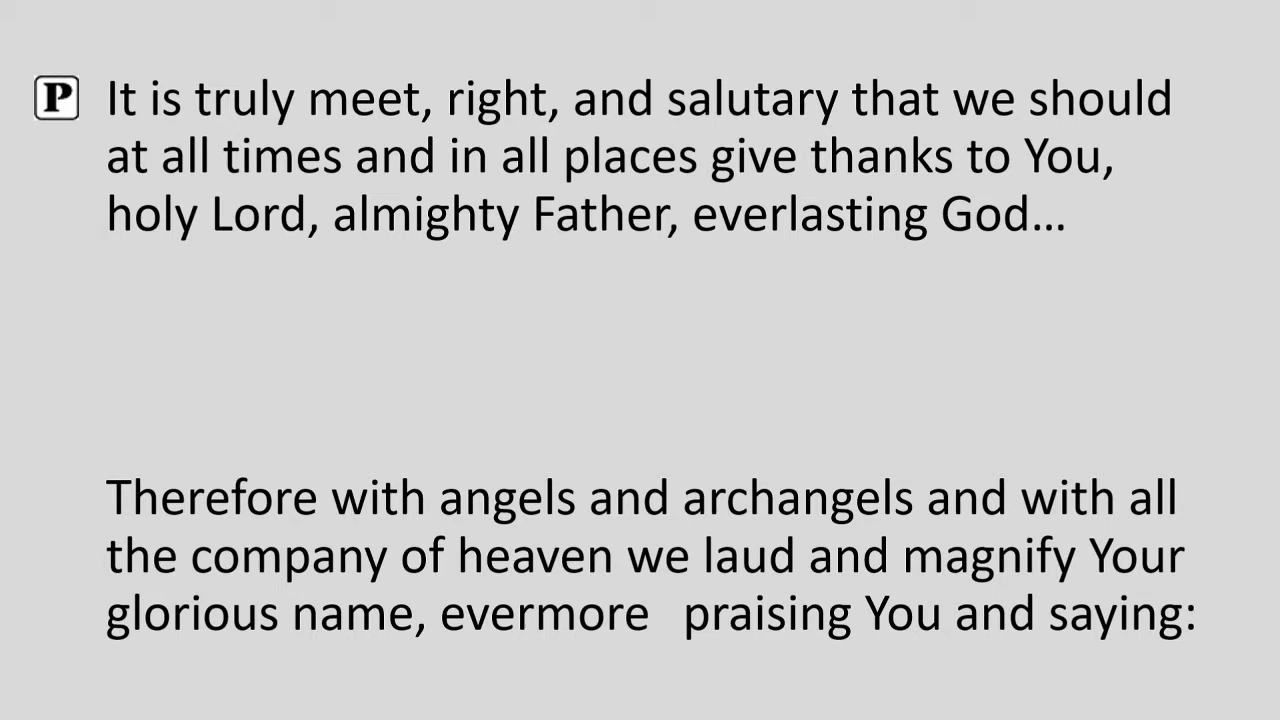 P It is truly meet, right, and salutary that we should
at all times and in all places give thanks to You,
holy Lord, almighty Father, everlasting God…
Therefore with angels and archangels and with all
the company of heaven we laud and magnify Your
glorious name, evermore praising You and saying: